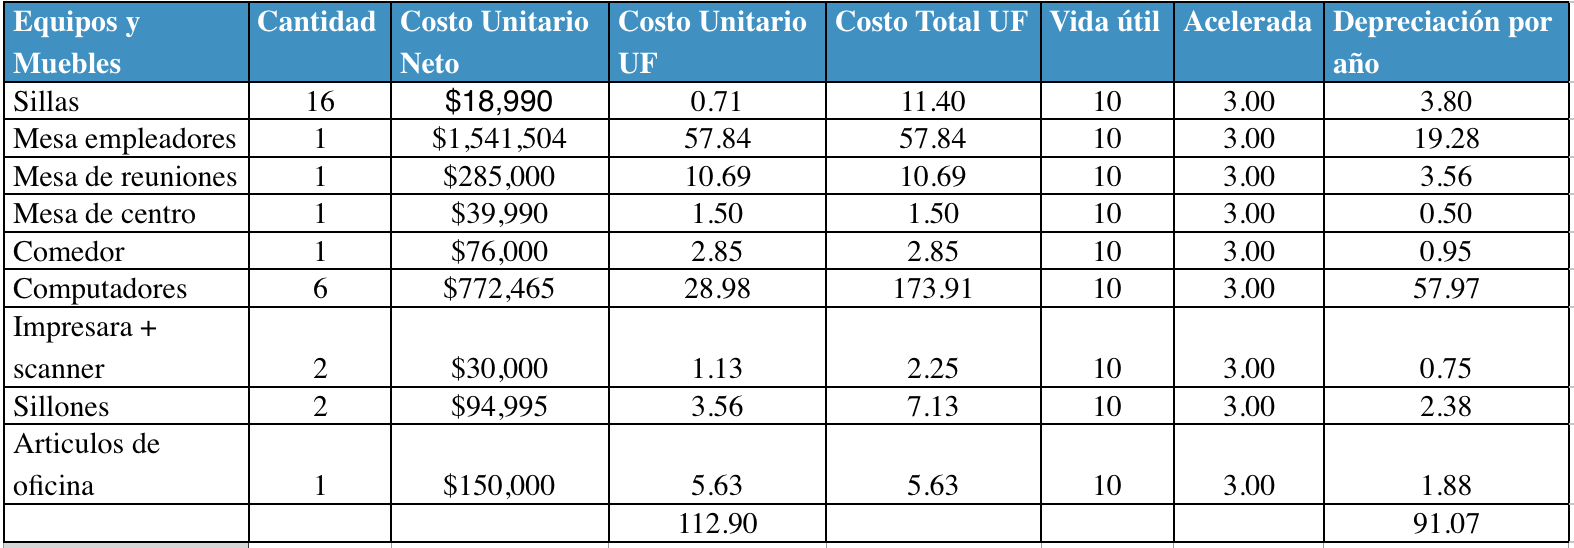 Equipos y Muebles | Cantidad | Costo Unitario Neto | Costo Unitario UF | Costo Total UF | Vida útil | Acelerada | Depreciación por año
Sillas | 16 | $18,990 | 0.71 | 11.40 | 10 | 3.00 | 3.80
Mesa empleadores | 1 | $1,541,504 | 57.84 | 57.84 | 10 | 3.00 | 19.28
Mesa de reuniones | 1 | $285,000 | 10.69 | 10.69 | 10 | 3.00 | 3.56
Mesa de centro | 1 | $39,990 | 1.50 | 1.50 | 10 | 3.00 | 0.50
Comedor | 1 | $76,000 | 2.85 | 2.85 | 10 | 3.00 | 0.95
Computadores | 6 | $772,465 | 28.98 | 173.91 | 10 | 3.00 | 57.97
Impresara + scanner | 2 | $30,000 | 1.13 | 2.25 | 10 | 3.00 | 0.75
Sillones | 2 | $94,995 | 3.56 | 7.13 | 10 | 3.00 | 2.38
Articulos de oficina | 1 | $150,000 | 5.63 | 5.63 | 10 | 3.00 | 1.88
112.90 | 91.07